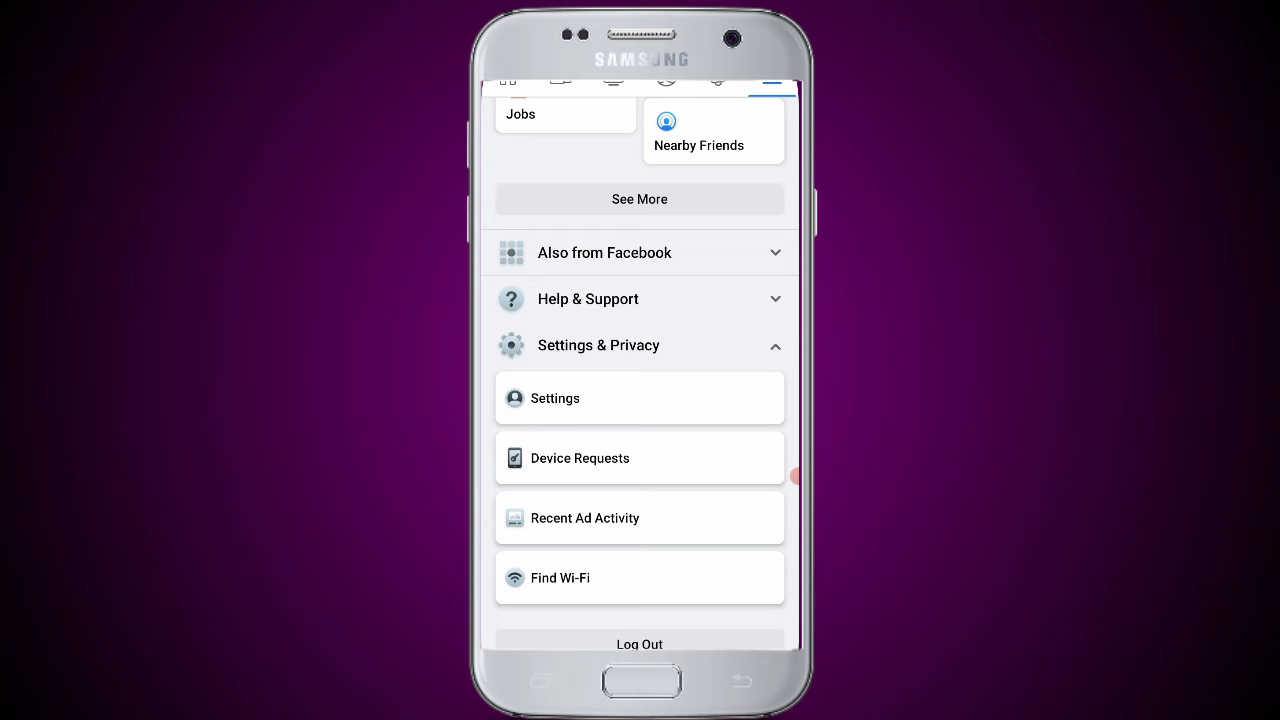 SAMSUNG
Jobs
Nearby Friends
See More
Also from Facebook
Help & Support
Settings & Privacy
Settings
Device Requests
Recent Ad Activity
Find Wi-Fi
Log Out